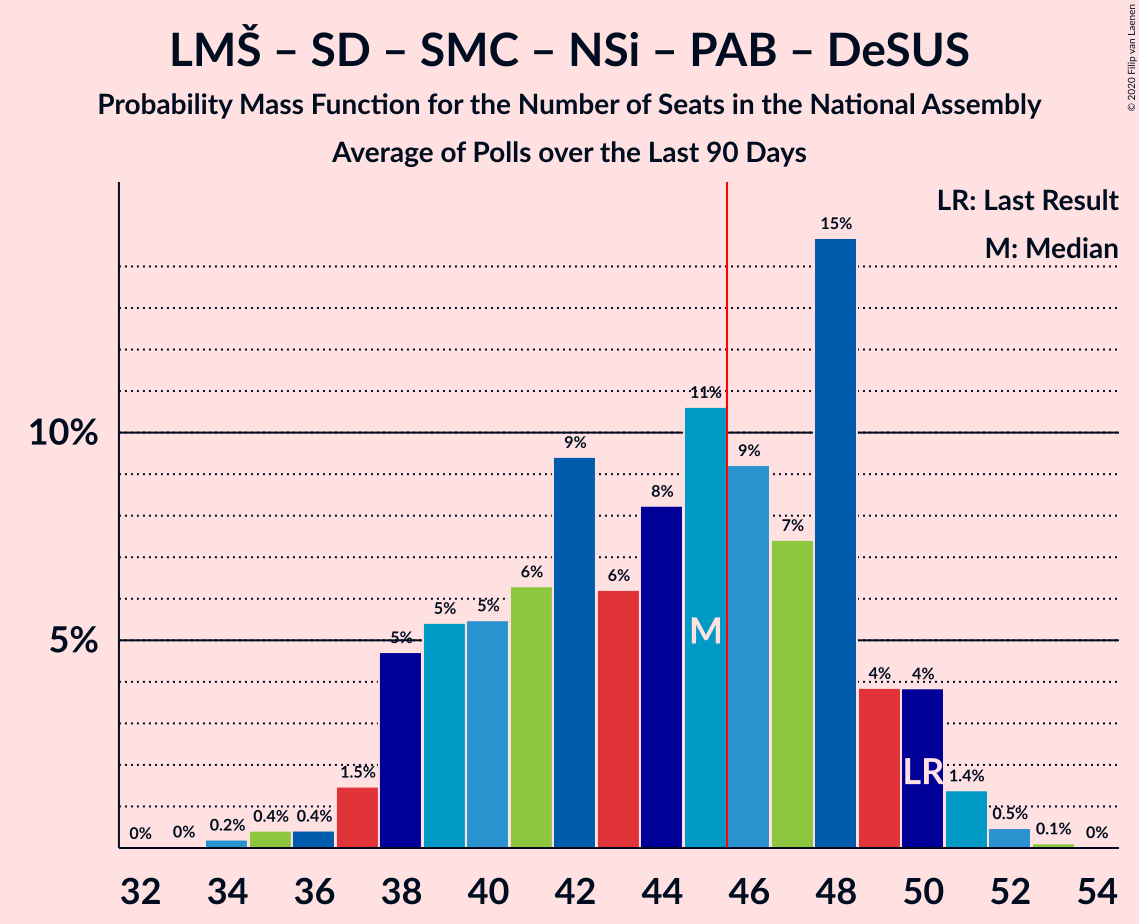 LMŠ – SD – SMC – NSi – PAB – DeSUS
Probability Mass Function for the Number of Seats in the National Assembly
Average of Polls over the Last 90 Days
© 2020 Filip van Laenen
LR: Last Result
M: Median
10%
5%
0%
0%
0.2%
0.4%
0.4%
1.5%
5%
5%
5%
6%
9%
6%
8%
11%
9%
7%
15%
4%
4%
1.4%
0.5%
0.1%
0%
M
LR
32 34 36 38 40 42 44 46 48 50 52 54